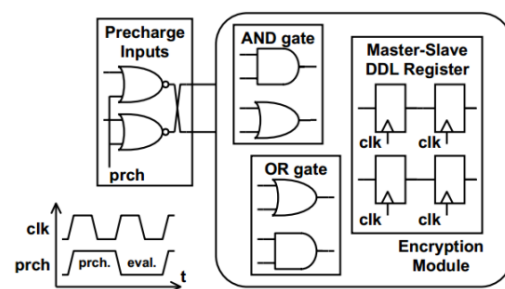 Precharge
Inputs
prch
AND gate
OR gate
Master-Slave
DDL Register
clk
clk
clk
clk
Encryption
Module
clk
prch
prch.
eval.
t